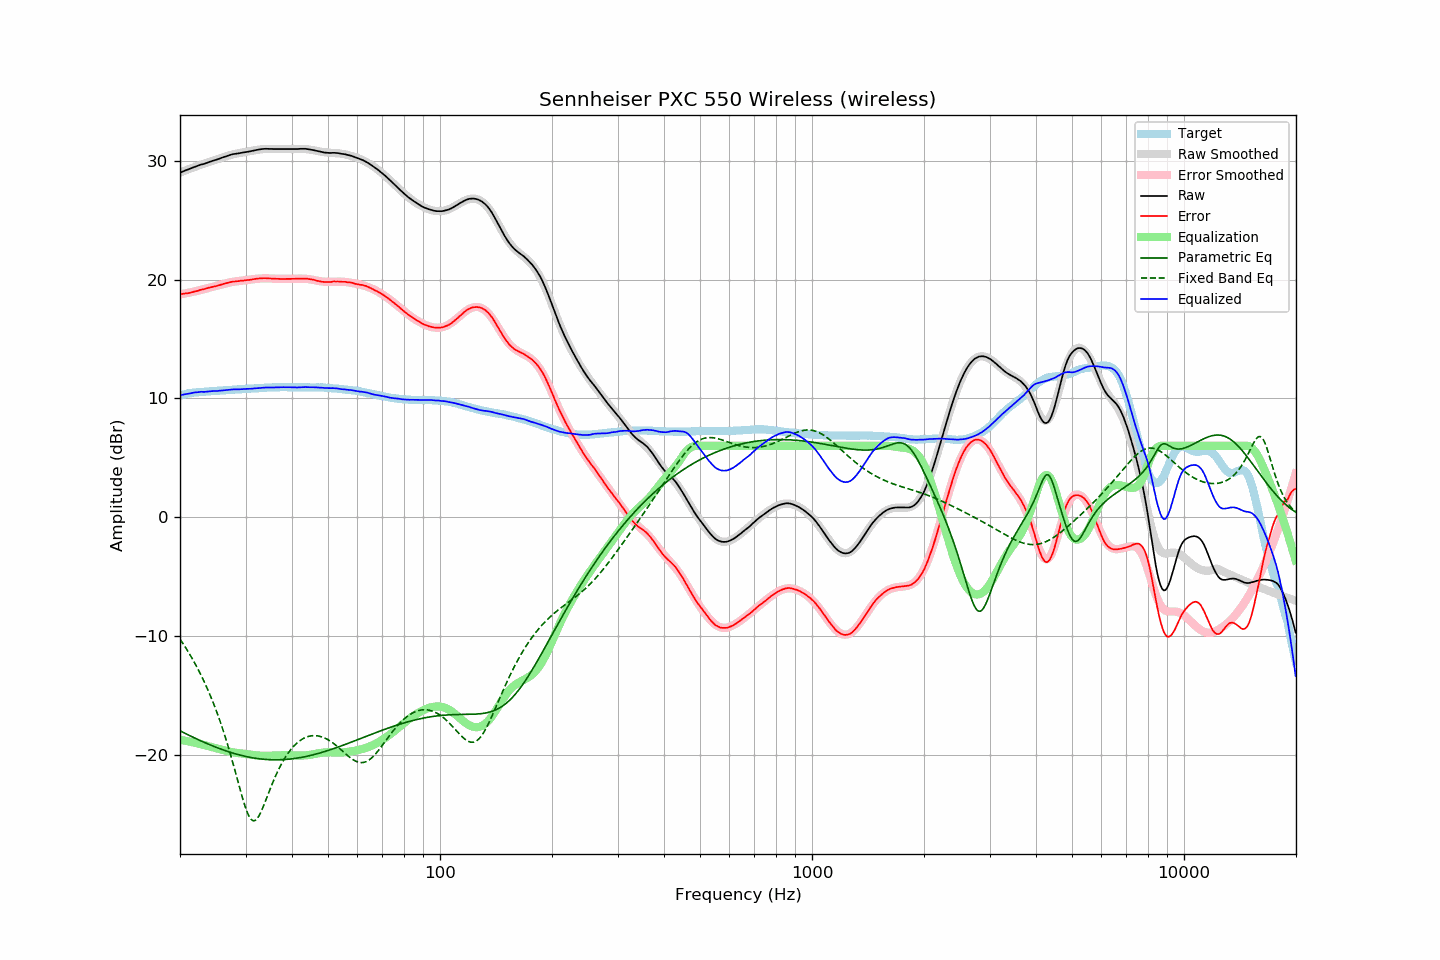 Sennheiser PXC 550 Wireless (wireless)
Target
Raw Smoothed
Error Smoothed
Raw
Error
Equalization
Parametric Eq
Fixed Band Eq
Equalized
Amplitude (dBr)
30
20
10
0
−10
−20
100
1000
10000
Frequency (Hz)